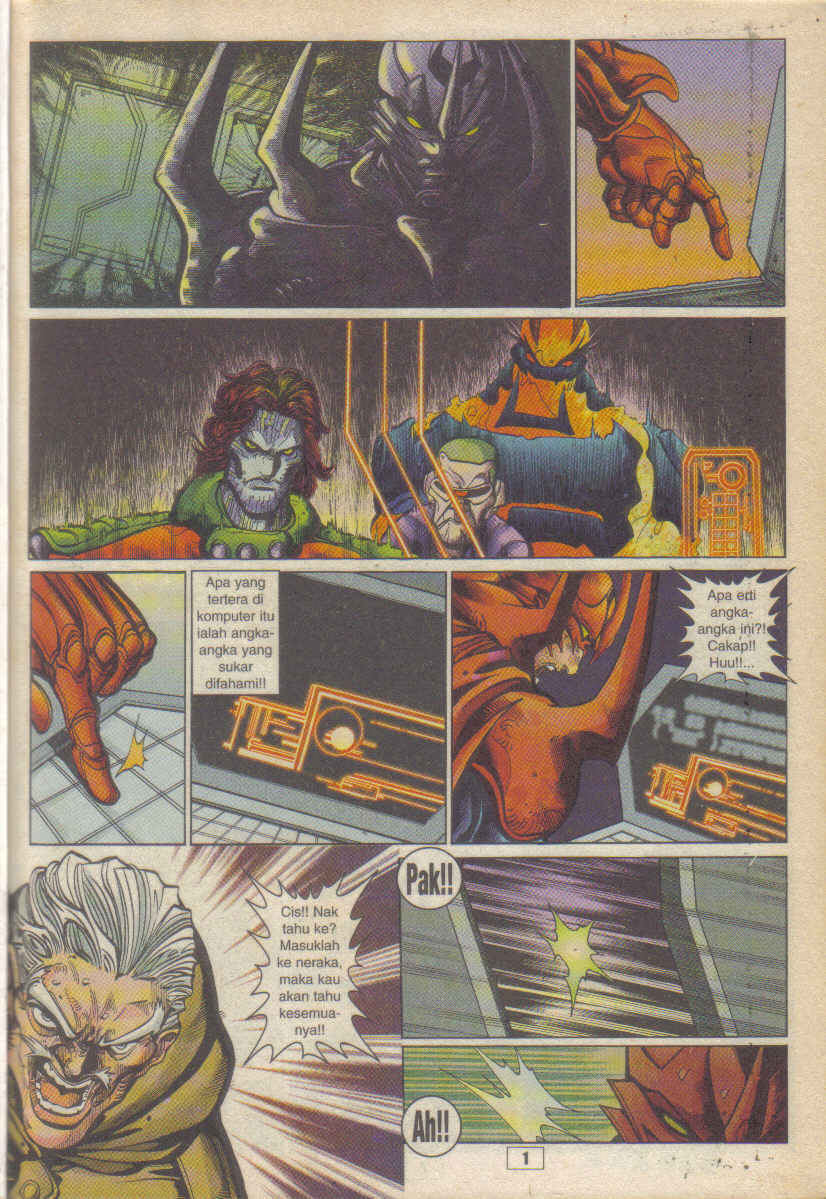 Apa yang
tertera di
komputer itu
ialah angka-
angka yang
sukar
difahami!!
Apa erti
angka-
angka ini?!
Cakap!!
Huu!!...
Cis!! Nak
tahu ke?
Masuklah
ke neraka,
maka kau
akan tahu
kesemua-
nya!!
Pak!!
Ah!!
1